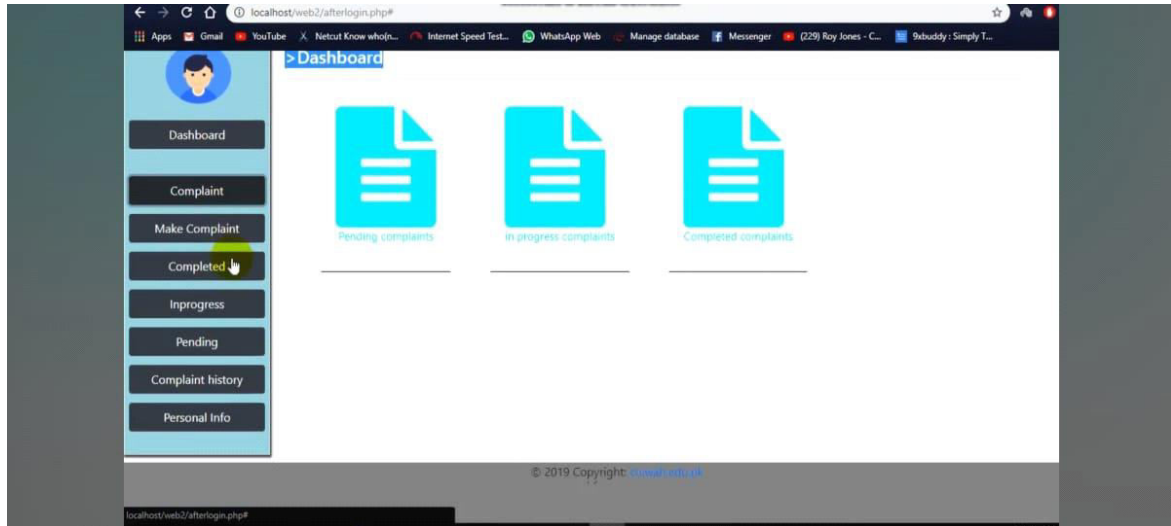 localhost/web2/afterlogin.php#
Apps Gmail YouTube Netcut Know who(n... Internet Speed Test... WhatsApp Web Manage database Messenger (229) Roy Jones - C... 9xbuddy : Simply T...
>Dashboard
Dashboard
Complaint
Make Complaint
Completed
Inprogress
Pending
Complaint history
Personal Info
Pending complaints
in progress complaints
Completed complaints
© 2019 Copyright:
localhost/web2/afterlogin.php#